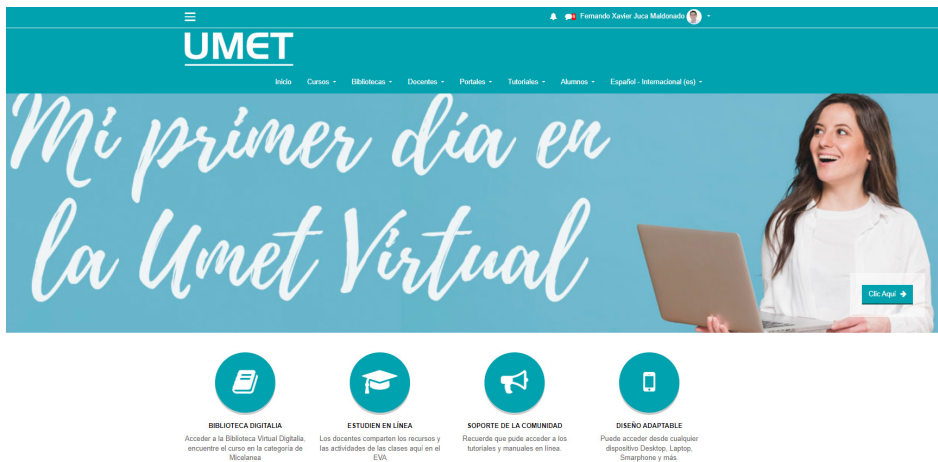 Fernando Xavier Juca Maldonado
UMET
Inicio Cursos Bibliotecas Docentes Portales Tutoriales Alumnos Español - Internacional (es)
Mi primer día en
la Umet Virtual
Clic Aquí
BIBLIOTECA DIGITALIA
Acceder a la Biblioteca Virtual Digitalia,
encuentre el curso en la categoría de
Micelanea
ESTUDIEN EN LÍNEA
Los docentes comparten los recursos y
las actividades de las clases aquí en el
EVA
SOPORTE DE LA COMUNIDAD
Recuerde que pude acceder a los
tutoriales y manuales en línea.
DISEÑO ADAPTABLE
Puede acceder desde cualquier
dispositivo Desktop, Laptop,
Smarphone y más.